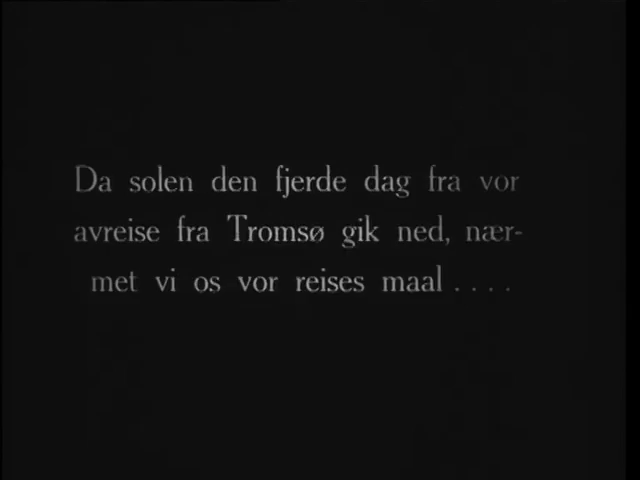 Da solen den fjerde dag fra vor
avreise fra Tromsø gik ned, nær-
met vi os vor reises maal . . . .